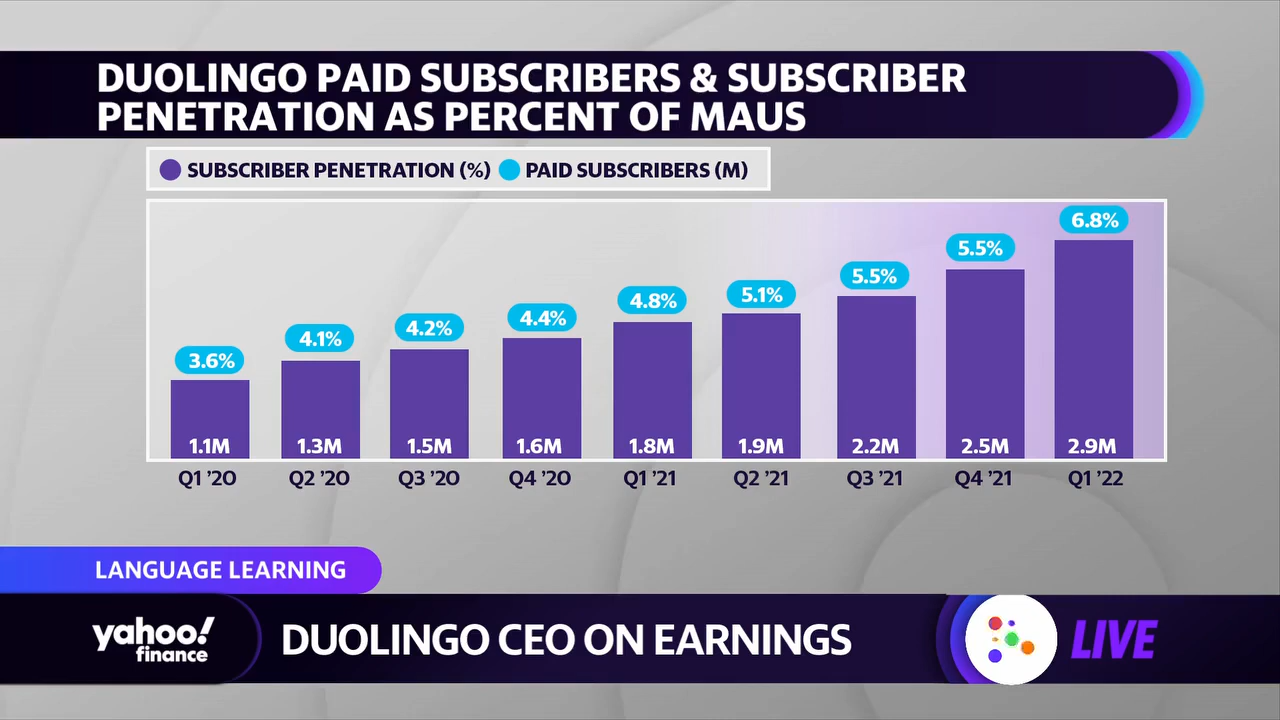 DUOLINGO PAID SUBSCRIBERS & SUBSCRIBER
PENETRATION AS PERCENT OF MAUS
SUBSCRIBER PENETRATION (%) PAID SUBSCRIBERS (M)
3.6% 4.1% 4.2% 4.4% 4.8% 5.1% 5.5% 5.5% 6.8%
1.1M 1.3M 1.5M 1.6M 1.8M 1.9M 2.2M 2.5M 2.9M
Q1 ’20 Q2 ’20 Q3 ’20 Q4 ’20 Q1 ’21 Q2 ’21 Q3 ’21 Q4 ’21 Q1 ’22
LANGUAGE LEARNING
yahoo!
finance
DUOLINGO CEO ON EARNINGS
LIVE